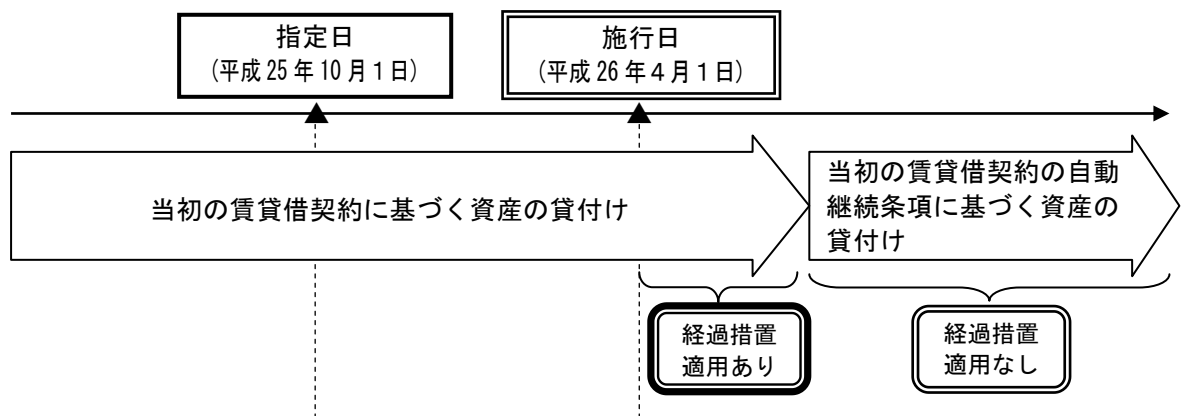 指定日
（平成25年10月1日）
施行日
（平成26年4月1日）
当初の賃貸借契約に基づく資産の貸付け
当初の賃貸借契約の自動
継続条項に基づく資産の
貸付け
経過措置
適用あり
経過措置
適用なし